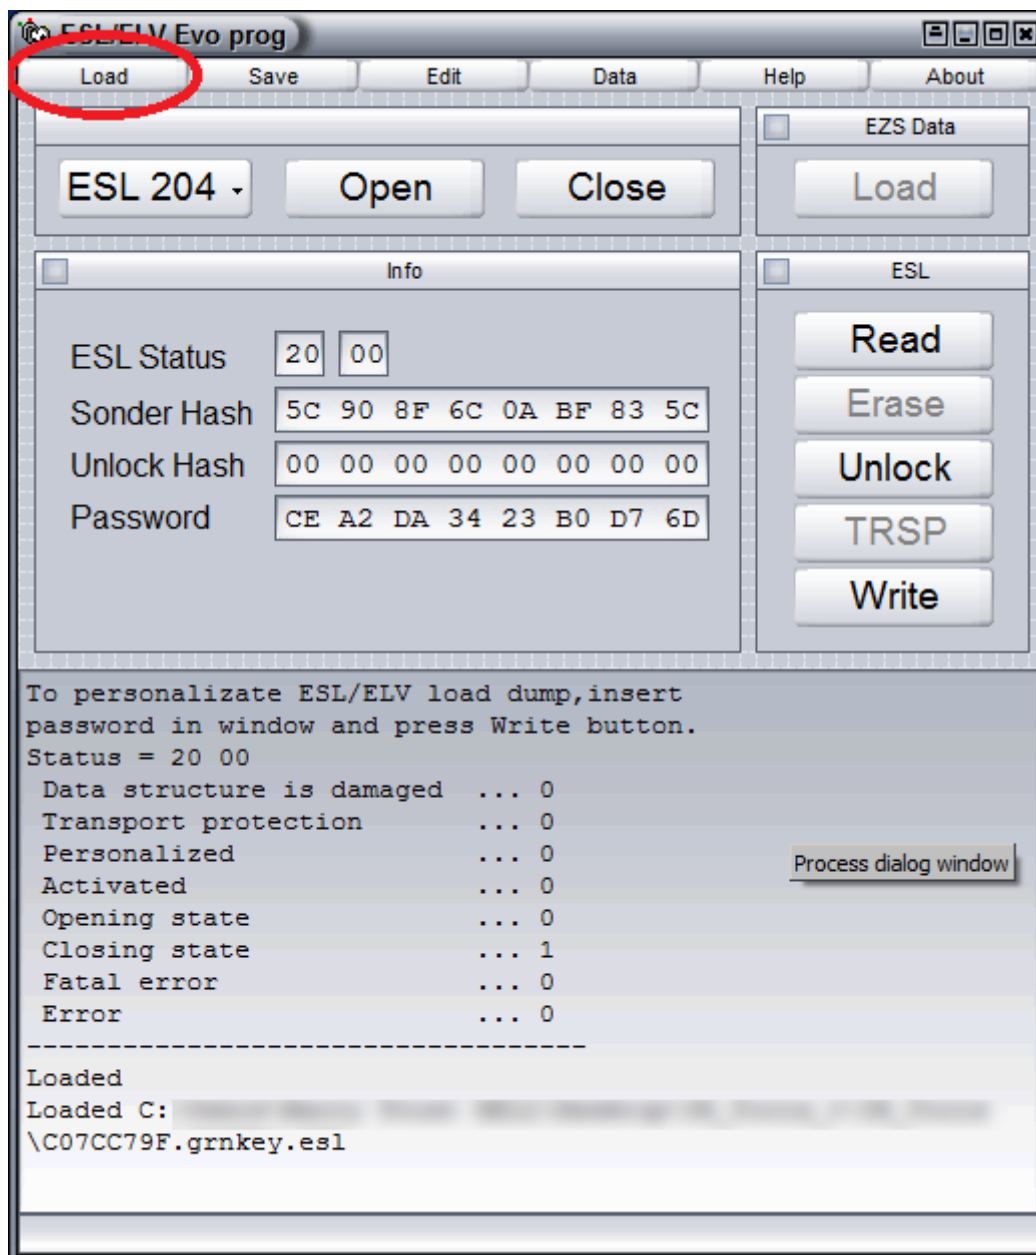 ESL/ELV Evo prog
Load Save Edit Data Help About
EZS Data
ESL 204 Open Close Load
Info
ESL
ESL Status 20 00
Sonder Hash 5C 90 8F 6C 0A BF 83 5C
Unlock Hash 00 00 00 00 00 00 00 00
Password CE A2 DA 34 23 B0 D7 6D
Read
Erase
Unlock
TRSP
Write
To personalizate ESL/ELV load dump,insert
password in window and press Write button.
Status = 20 00
Data structure is damaged ... 0
Transport protection ... 0
Personalized ... 0
Activated ... 0
Opening state ... 0
Closing state ... 1
Fatal error ... 0
Error ... 0
-----------------------------------
Loaded
Loaded C:
\C07CC79F.grnkey.esl
Process dialog window